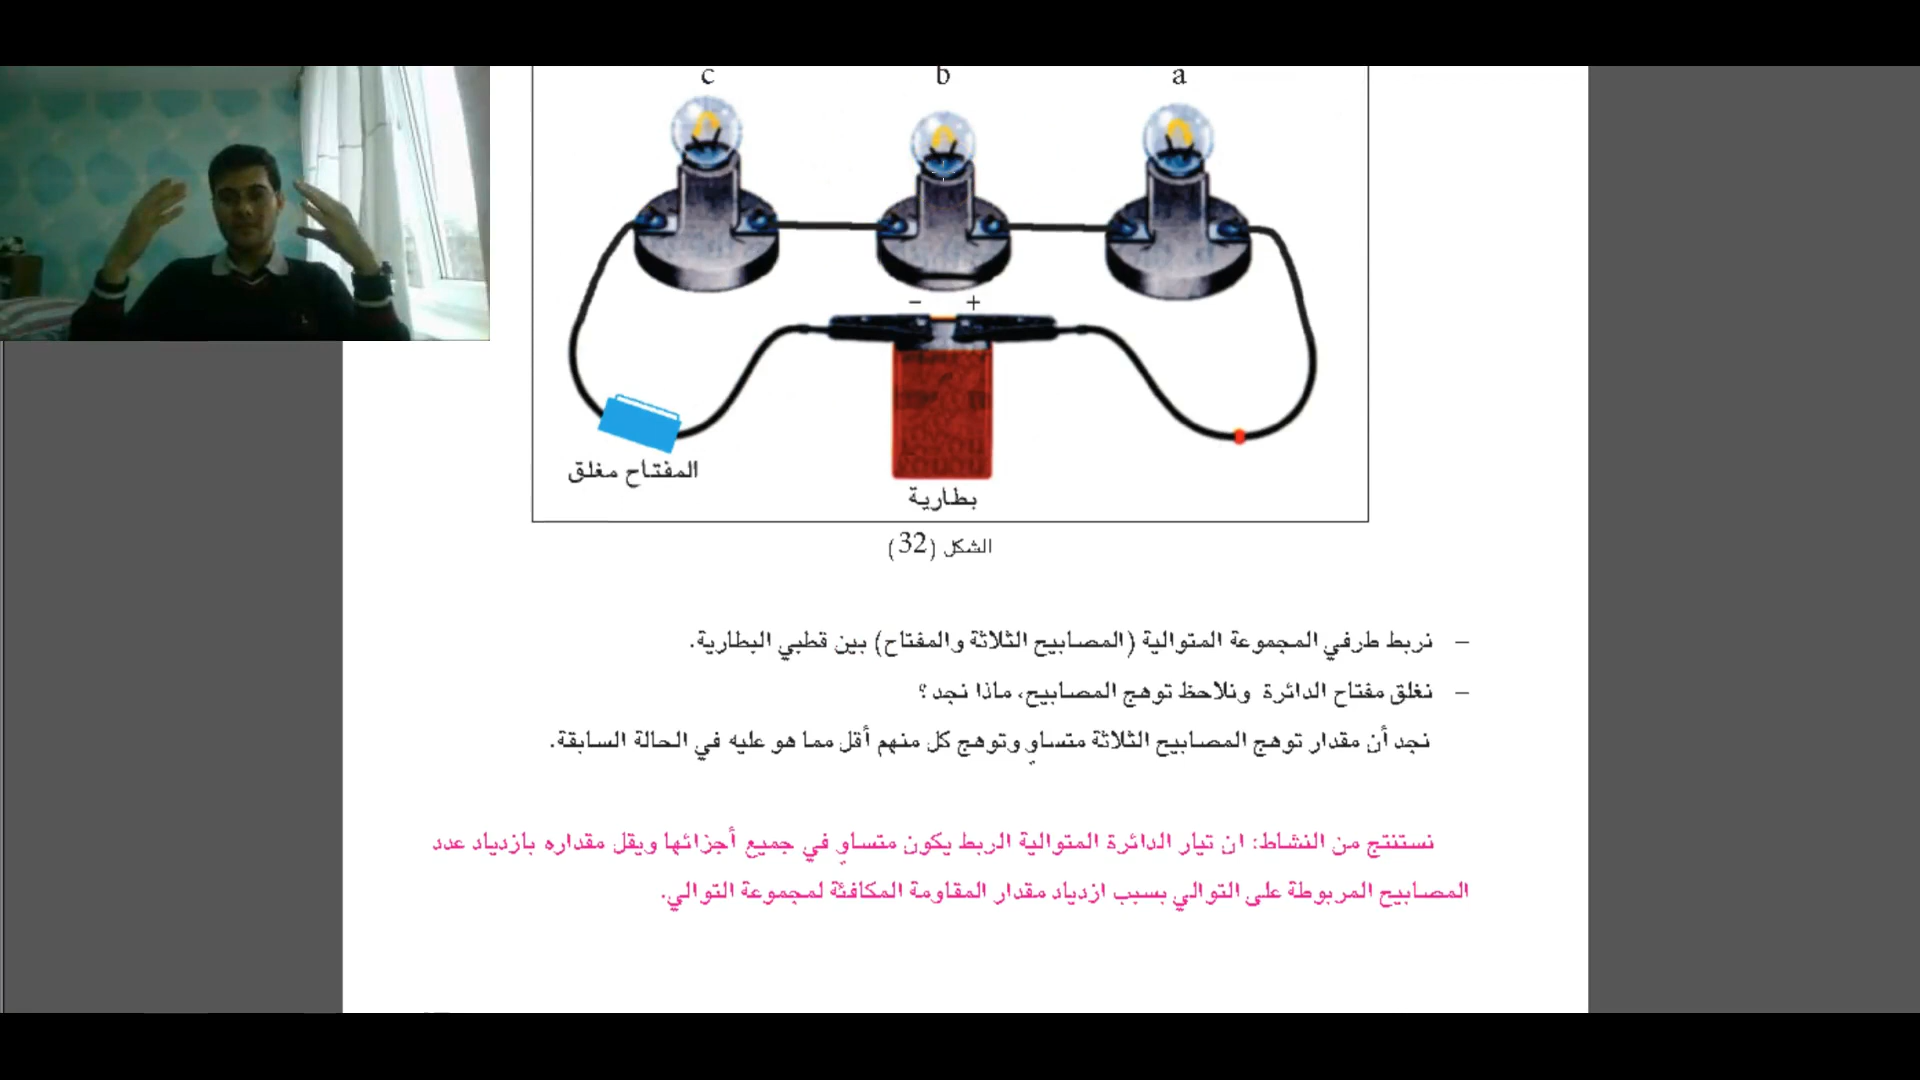 c b a
− +
المفتاح مغلق
بطارية
الشكل (32)
– نربط طرفي المجموعة المتوالية (المصابيح الثلاثة والمفتاح) بين قطبي البطارية.
– نغلق مفتاح الدائرة ونلاحظ توهج المصابيح، ماذا نجد؟
نجد أن مقدار توهج المصابيح الثلاثة متساوٍ وتوهج كل منهم أقل مما هو عليه في الحالة السابقة.
نستنتج من النشاط: ان تيار الدائرة المتوالية الربط يكون متساوٍ في جميع أجزائها ويقل مقداره بازدياد عدد
المصابيح المربوطة على التوالي بسبب ازدياد مقدار المقاومة المكافئة لمجموعة التوالي.